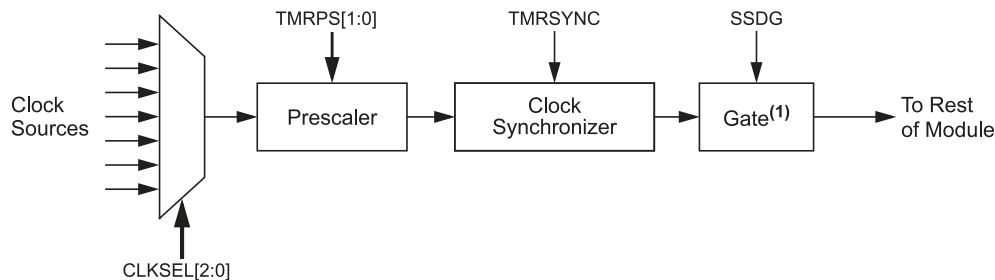 TMRPS[1:0]
TMRSYNC
SSDG
Clock
Sources
Prescaler
Clock
Synchronizer
Gate(1)
To Rest
of Module
CLKSEL[2:0]